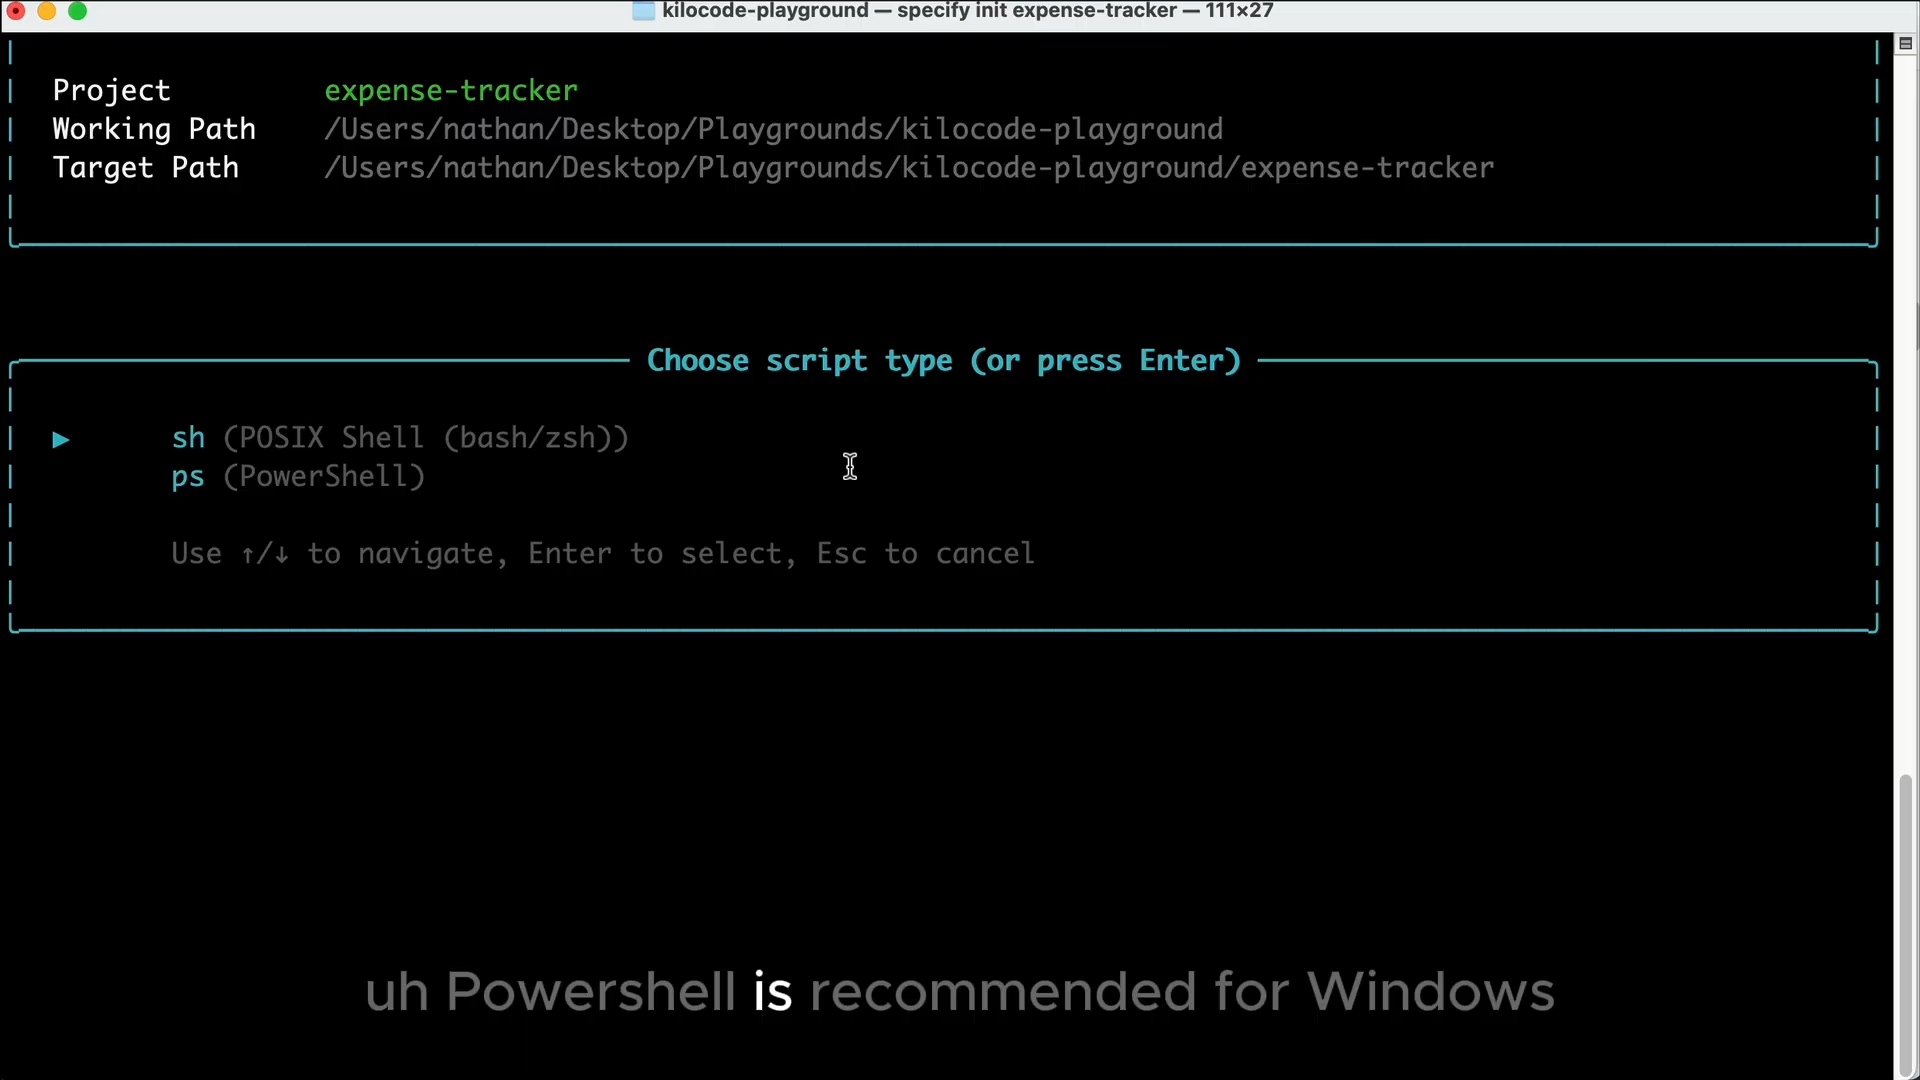 kilocode-playground — specify init expense-tracker — 111×27
Project expense-tracker
Working Path /Users/nathan/Desktop/Playgrounds/kilocode-playground
Target Path /Users/nathan/Desktop/Playgrounds/kilocode-playground/expense-tracker
Choose script type (or press Enter)
▶ sh (POSIX Shell (bash/zsh))
ps (PowerShell)
Use ↑/↓ to navigate, Enter to select, Esc to cancel
uh Powershell is recommended for Windows